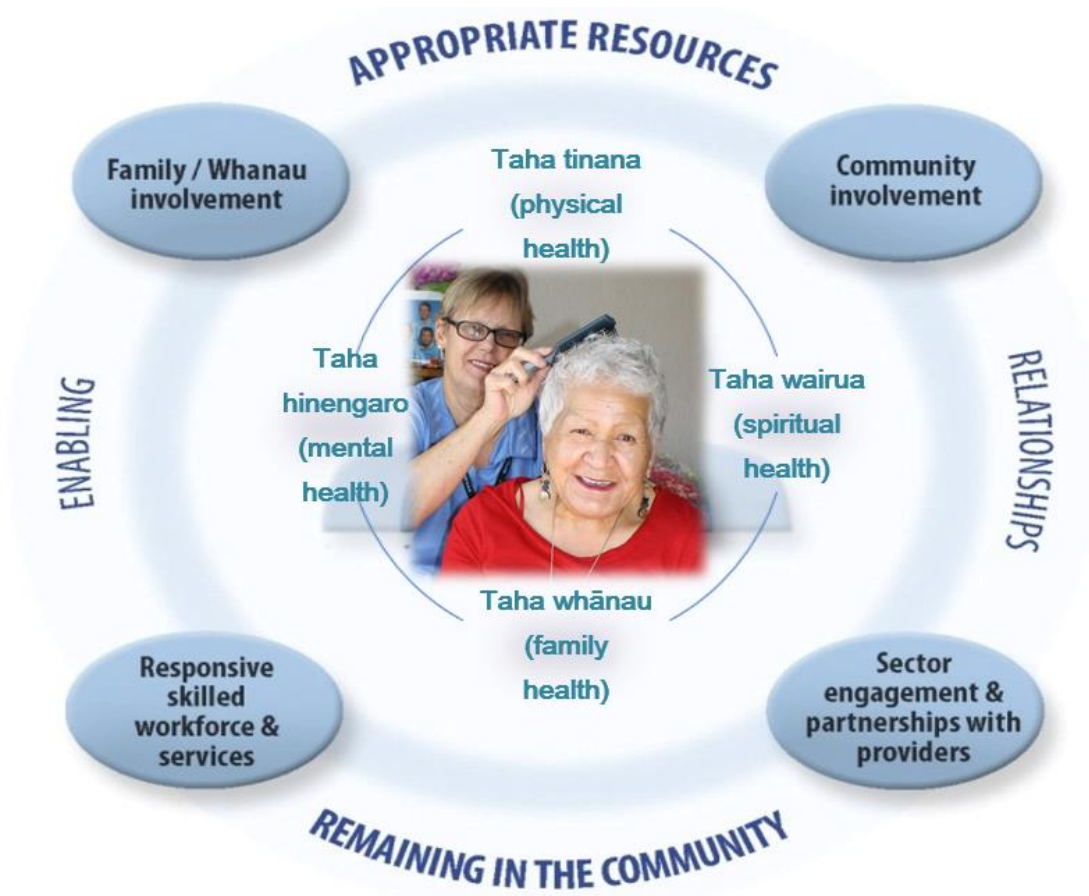 APPROPRIATE RESOURCES
Family / Whanau
involvement
Community
involvement
Taha tinana
(physical
health)
Taha
hinengaro
(mental
health)
Taha wairua
(spiritual
health)
ENABLING
RELATIONSHIPS
Taha whānau
(family
health)
Responsive
skilled
workforce &
services
Sector
engagement &
partnerships with
providers
REMAINING IN THE COMMUNITY